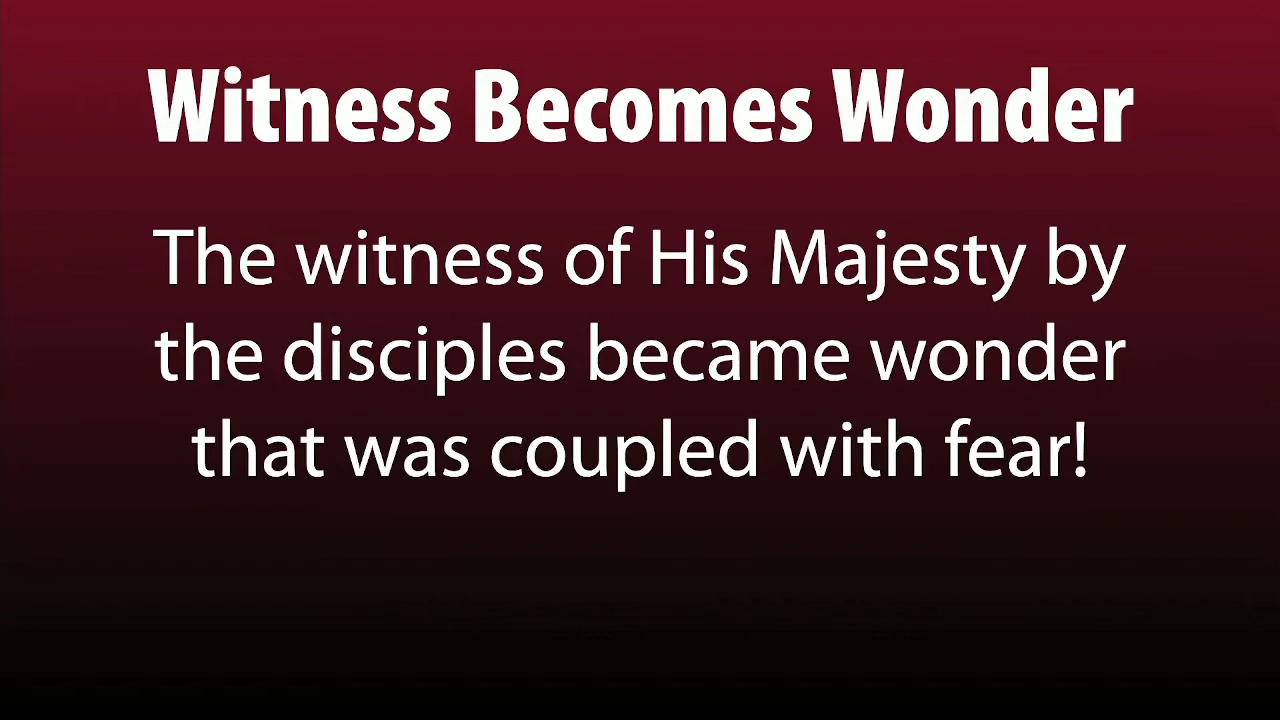 Witness Becomes Wonder
The witness of His Majesty by
the disciples became wonder
that was coupled with fear!